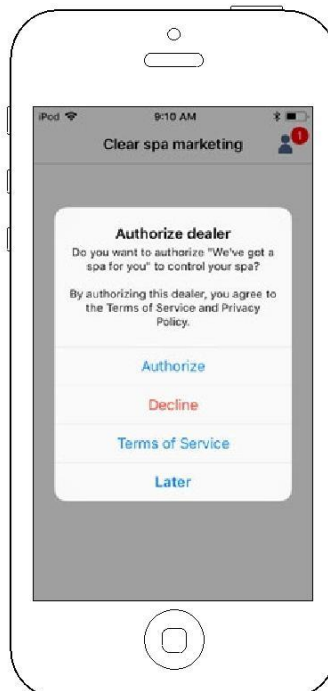 iPod 9:10 AM
Clear spa marketing
1
Authorize dealer
Do you want to authorize "We've got a
spa for you" to control your spa?
By authorizing this dealer, you agree to
the Terms of Service and Privacy
Policy.
Authorize
Decline
Terms of Service
Later